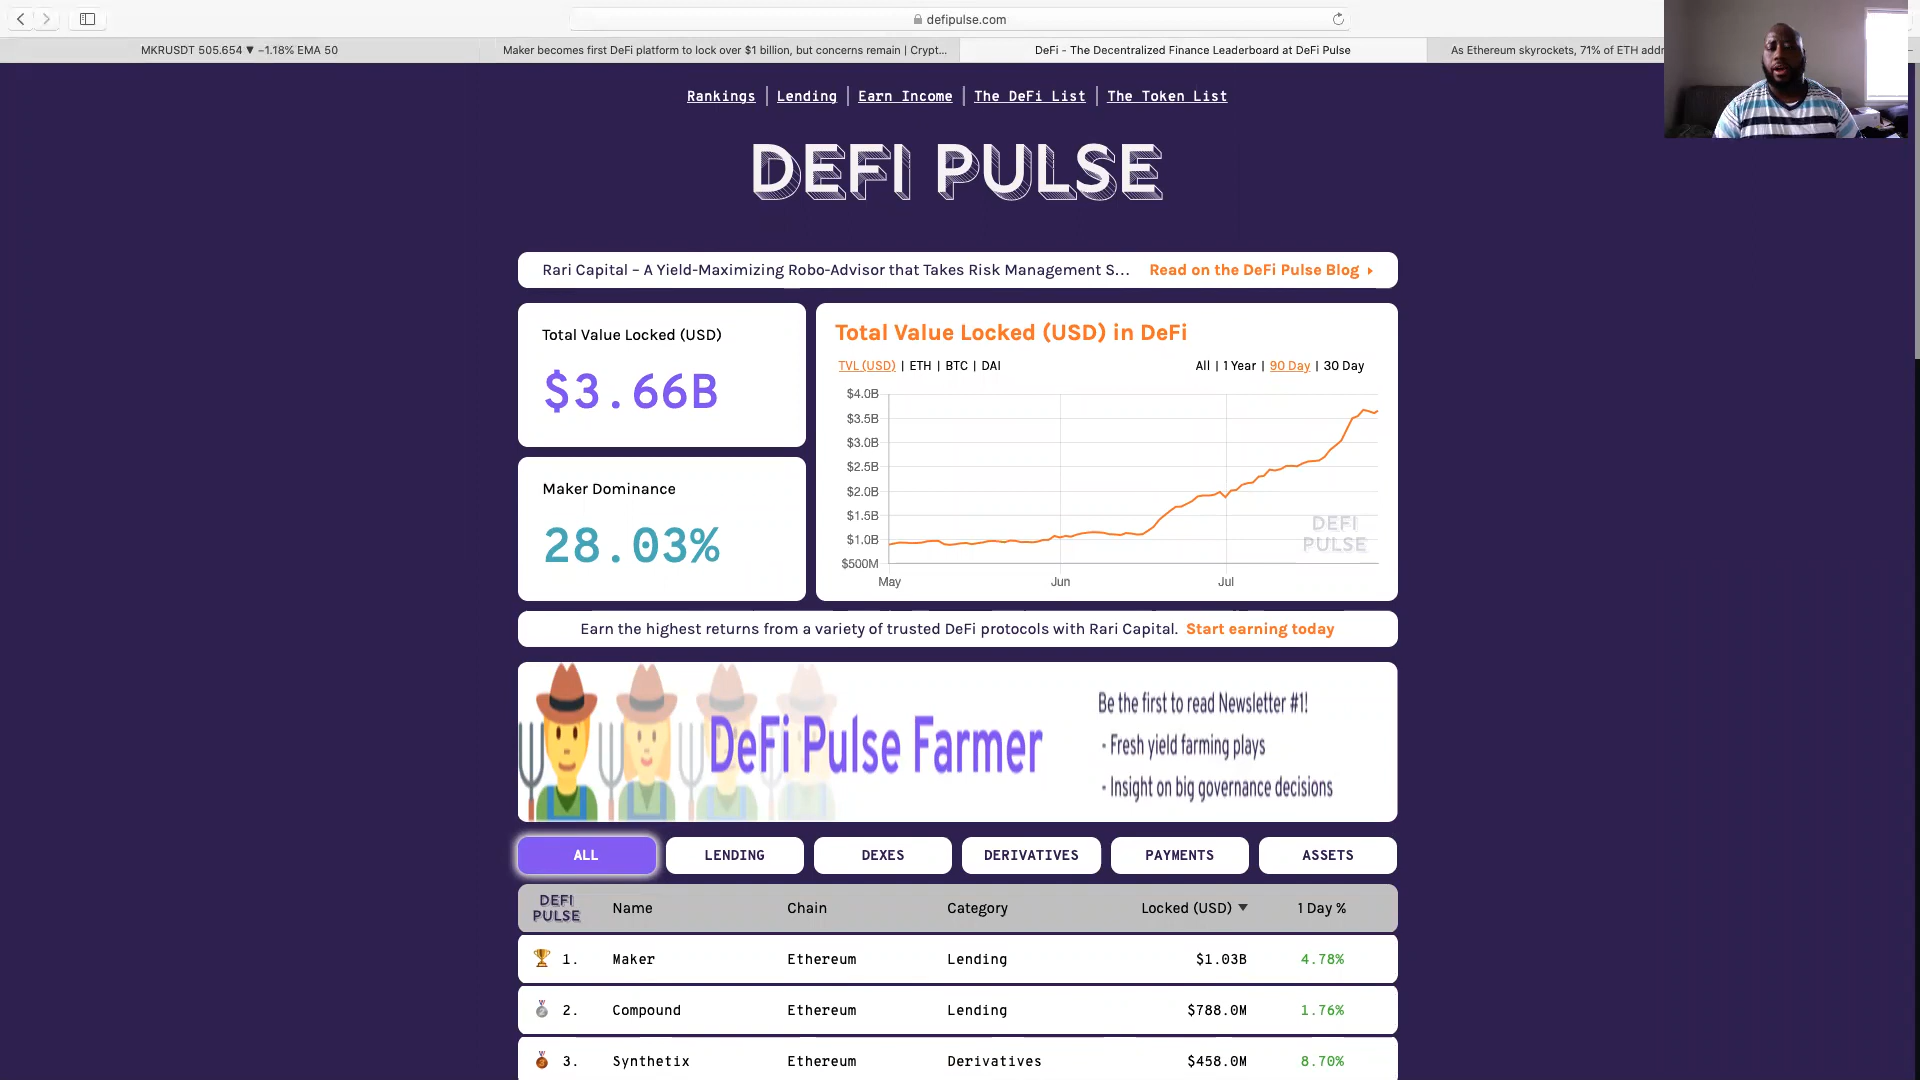 defipulse.com
MKRUSDT 505.654 ▼ −1.18% EMA 50
Maker becomes first DeFi platform to lock over $1 billion, but concerns remain | Crypt...
DeFi - The Decentralized Finance Leaderboard at DeFi Pulse
As Ethereum skyrockets, 71% of ETH addr
Rankings | Lending | Earn Income | The DeFi List | The Token List
DEFI PULSE
Rari Capital – A Yield-Maximizing Robo-Advisor that Takes Risk Management S... Read on the DeFi Pulse Blog
Total Value Locked (USD)
$3.66B
Maker Dominance
28.03%
Total Value Locked (USD) in DeFi
TVL (USD) | ETH | BTC | DAI
All | 1 Year | 90 Day | 30 Day
$4.0B
$3.5B
$3.0B
$2.5B
$2.0B
$1.5B
$1.0B
$500M
DEFI
PULSE
May Jun Jul
Earn the highest returns from a variety of trusted DeFi protocols with Rari Capital. Start earning today
DeFi Pulse Farmer
Be the first to read Newsletter #1!
- Fresh yield farming plays
- Insight on big governance decisions
ALL LENDING DEXES DERIVATIVES PAYMENTS ASSETS
DEFI
PULSE
Name Chain Category Locked (USD) ▼ 1 Day %
1. Maker Ethereum Lending $1.03B 4.78%
2. Compound Ethereum Lending $788.0M 1.76%
3. Synthetix Ethereum Derivatives $458.0M 8.70%